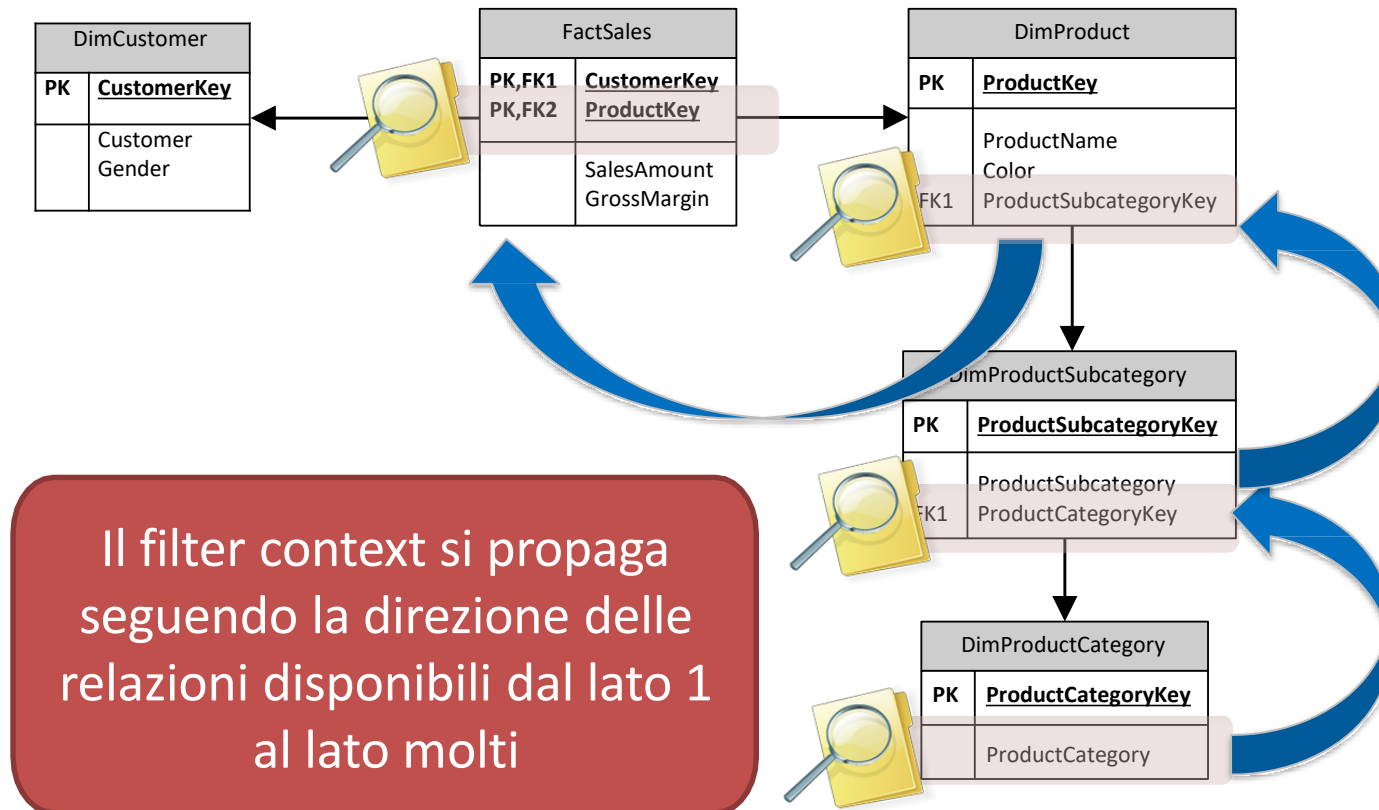 DimCustomer
PK CustomerKey
Customer
Gender
FactSales
PK,FK1 CustomerKey
PK,FK2 ProductKey
SalesAmount
GrossMargin
DimProduct
PK ProductKey
ProductName
Color
FK1 ProductSubcategoryKey
DimProductSubcategory
PK ProductSubcategoryKey
ProductSubcategory
FK1 ProductCategoryKey
DimProductCategory
PK ProductCategoryKey
ProductCategory
Il filter context si propaga
seguendo la direzione delle
relazioni disponibili dal lato 1
al lato molti